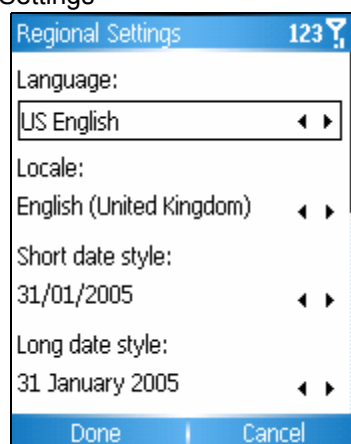 Regional Settings 123
Language:
US English
Locale:
English (United Kingdom)
Short date style:
31/01/2005
Long date style:
31 January 2005
Done Cancel